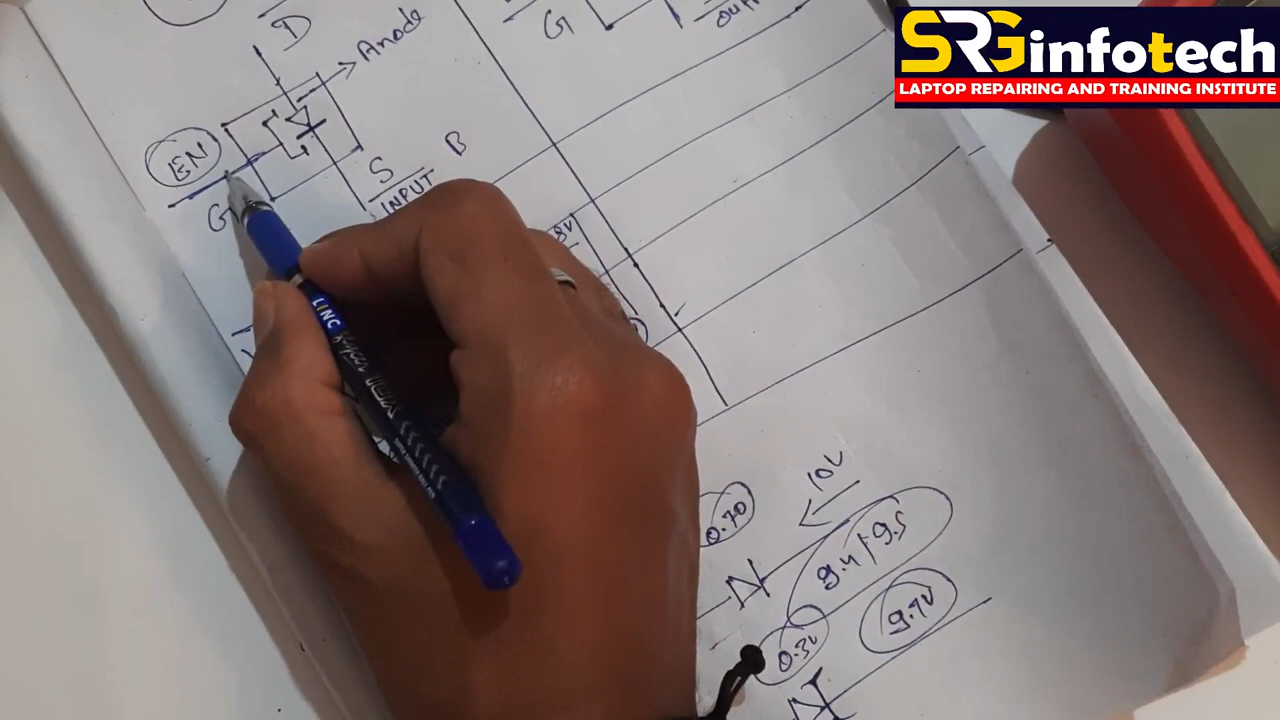 SRGinfotech
LAPTOP REPAIRING AND TRAINING INSTITUTE
D
Anode
G
EN
G
S
B
INPUT
8V
10V
0.70
9.4/9.5
9.7V
0.3V
LINC